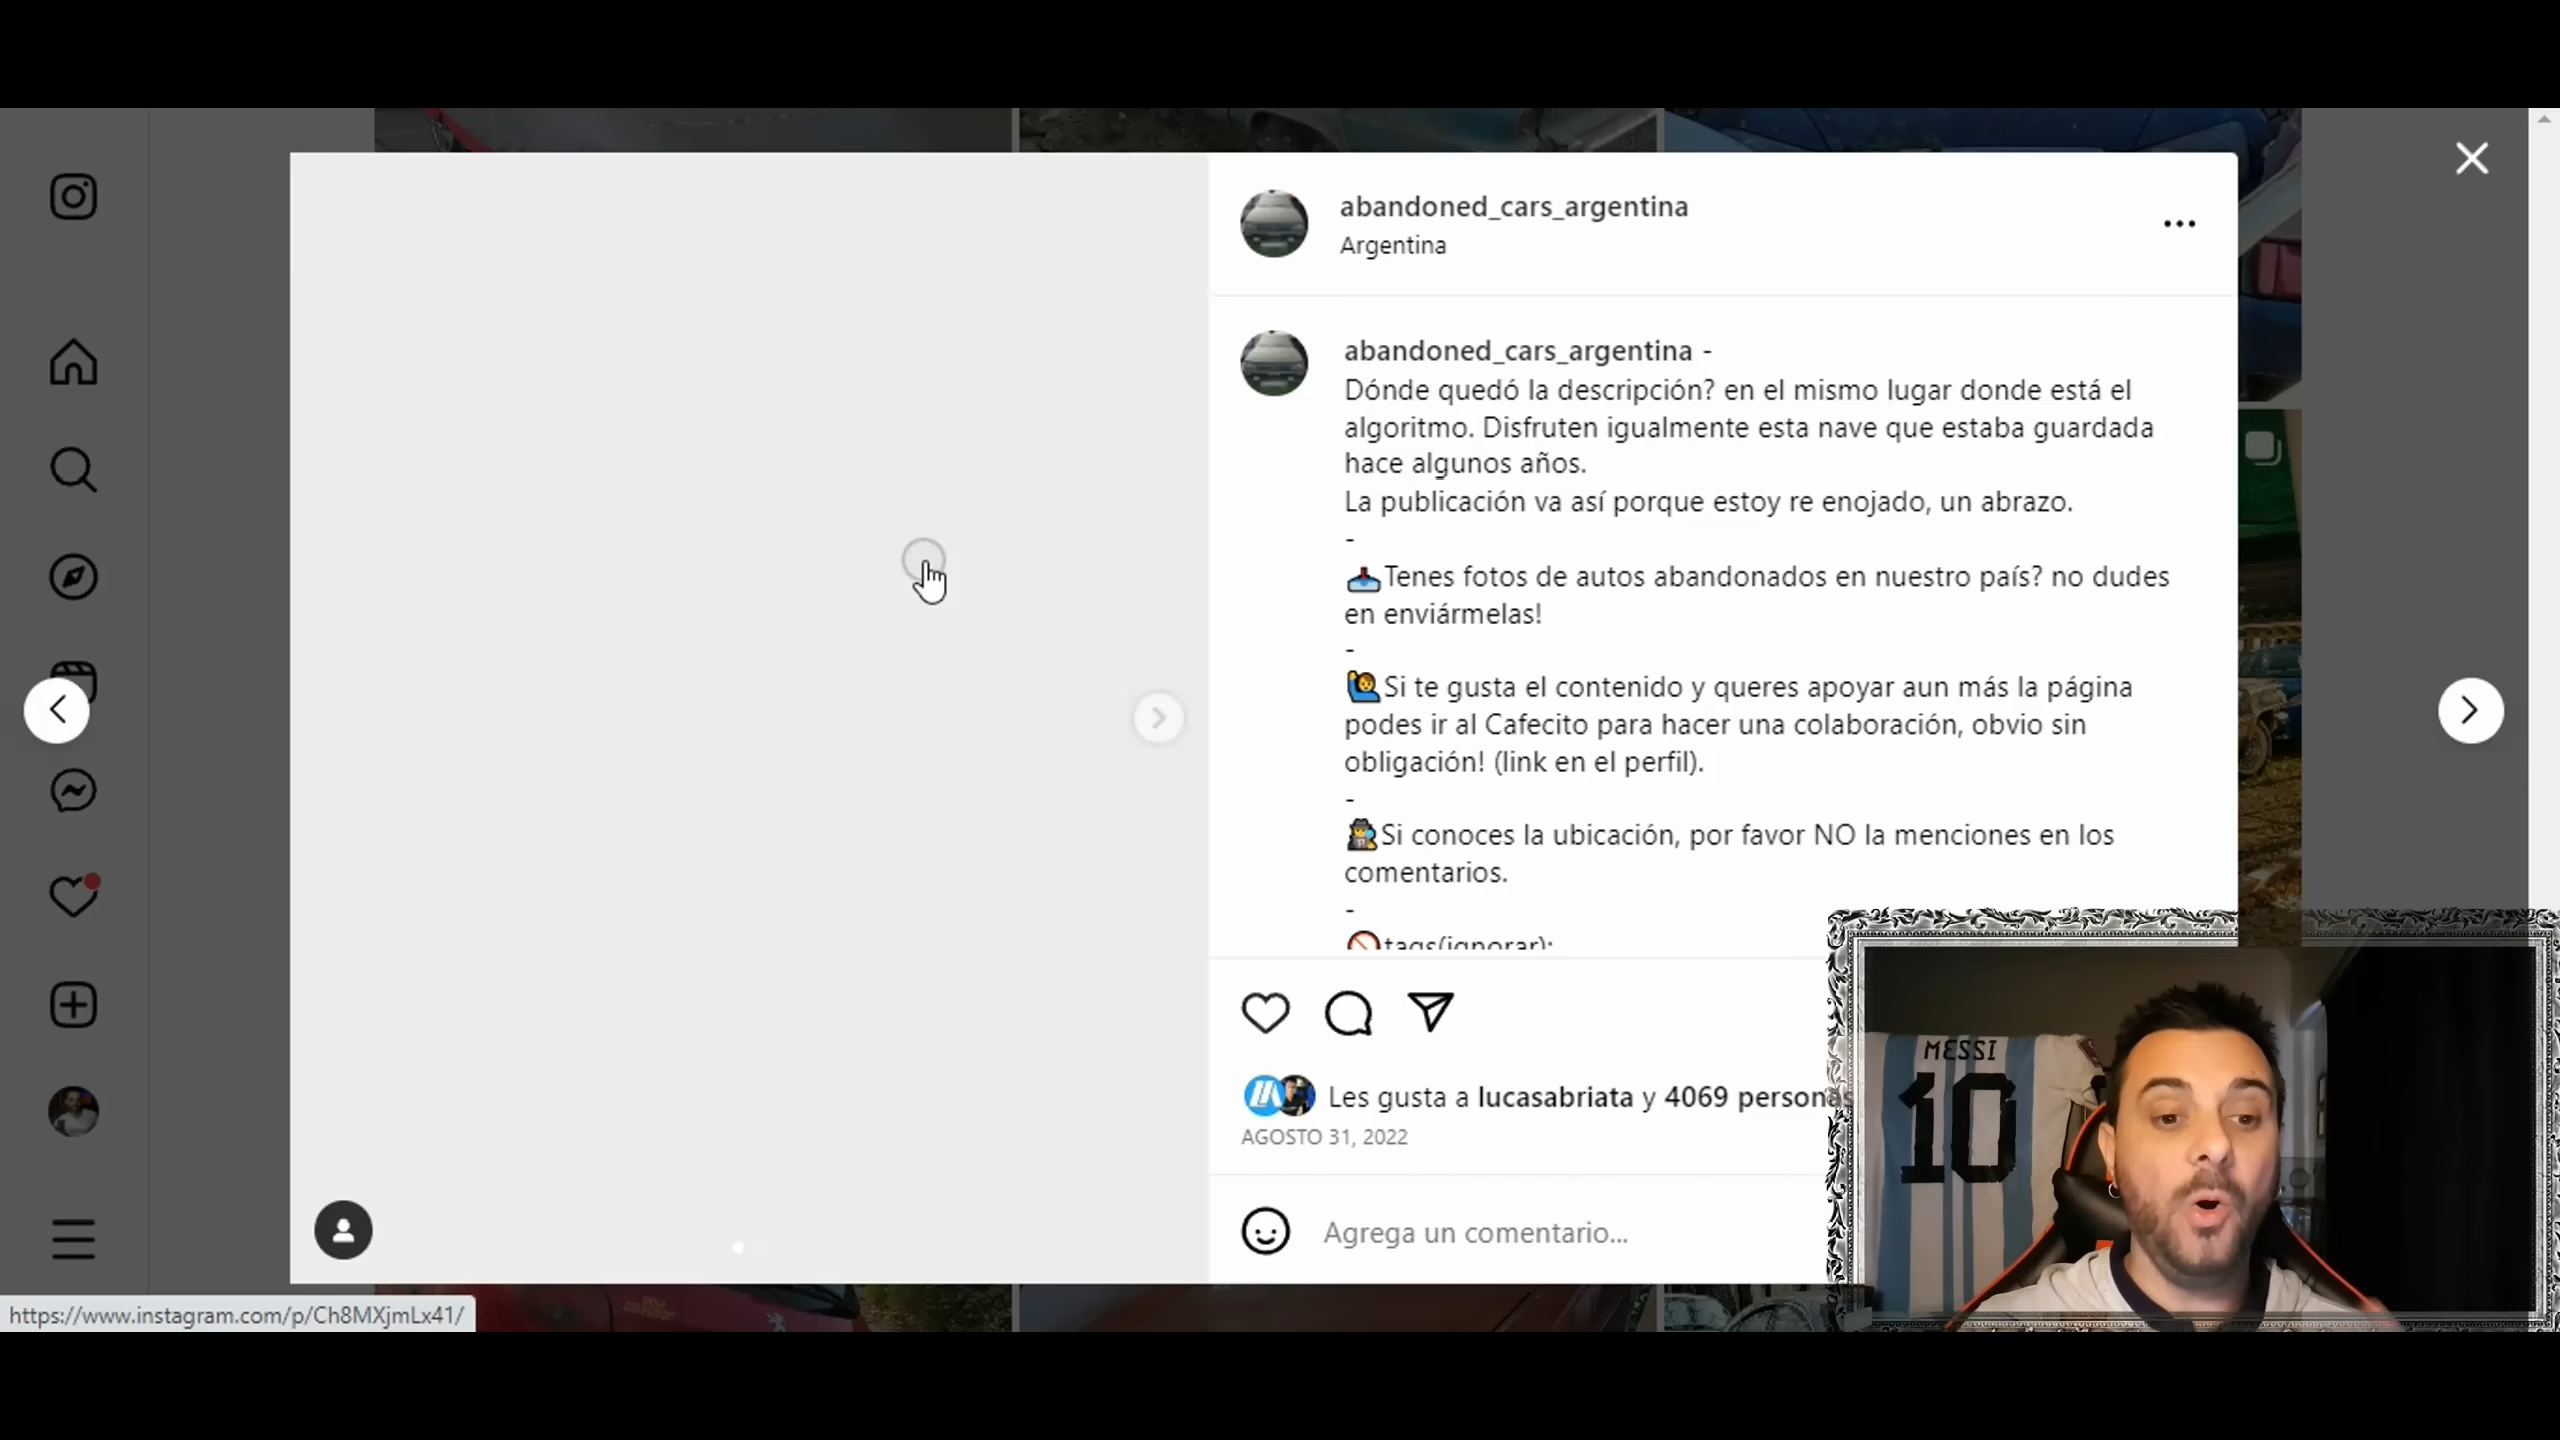 abandoned_cars_argentina
Argentina
abandoned_cars_argentina -
Dónde quedó la descripción? en el mismo lugar donde está el
algoritmo. Disfruten igualmente esta nave que estaba guardada
hace algunos años.
La publicación va así porque estoy re enojado, un abrazo.
-
Tenes fotos de autos abandonados en nuestro país? no dudes
en enviármelas!
-
Si te gusta el contenido y queres apoyar aun más la página
podes ir al Cafecito para hacer una colaboración, obvio sin
obligación! (link en el perfil).
-
Si conoces la ubicación, por favor NO la menciones en los
comentarios.
-
tags(ignorar):
Les gusta a lucasabriata y 4069 personas
AGOSTO 31, 2022
Agrega un comentario...
https://www.instagram.com/p/Ch8MXjmLx41/
MESSI
10